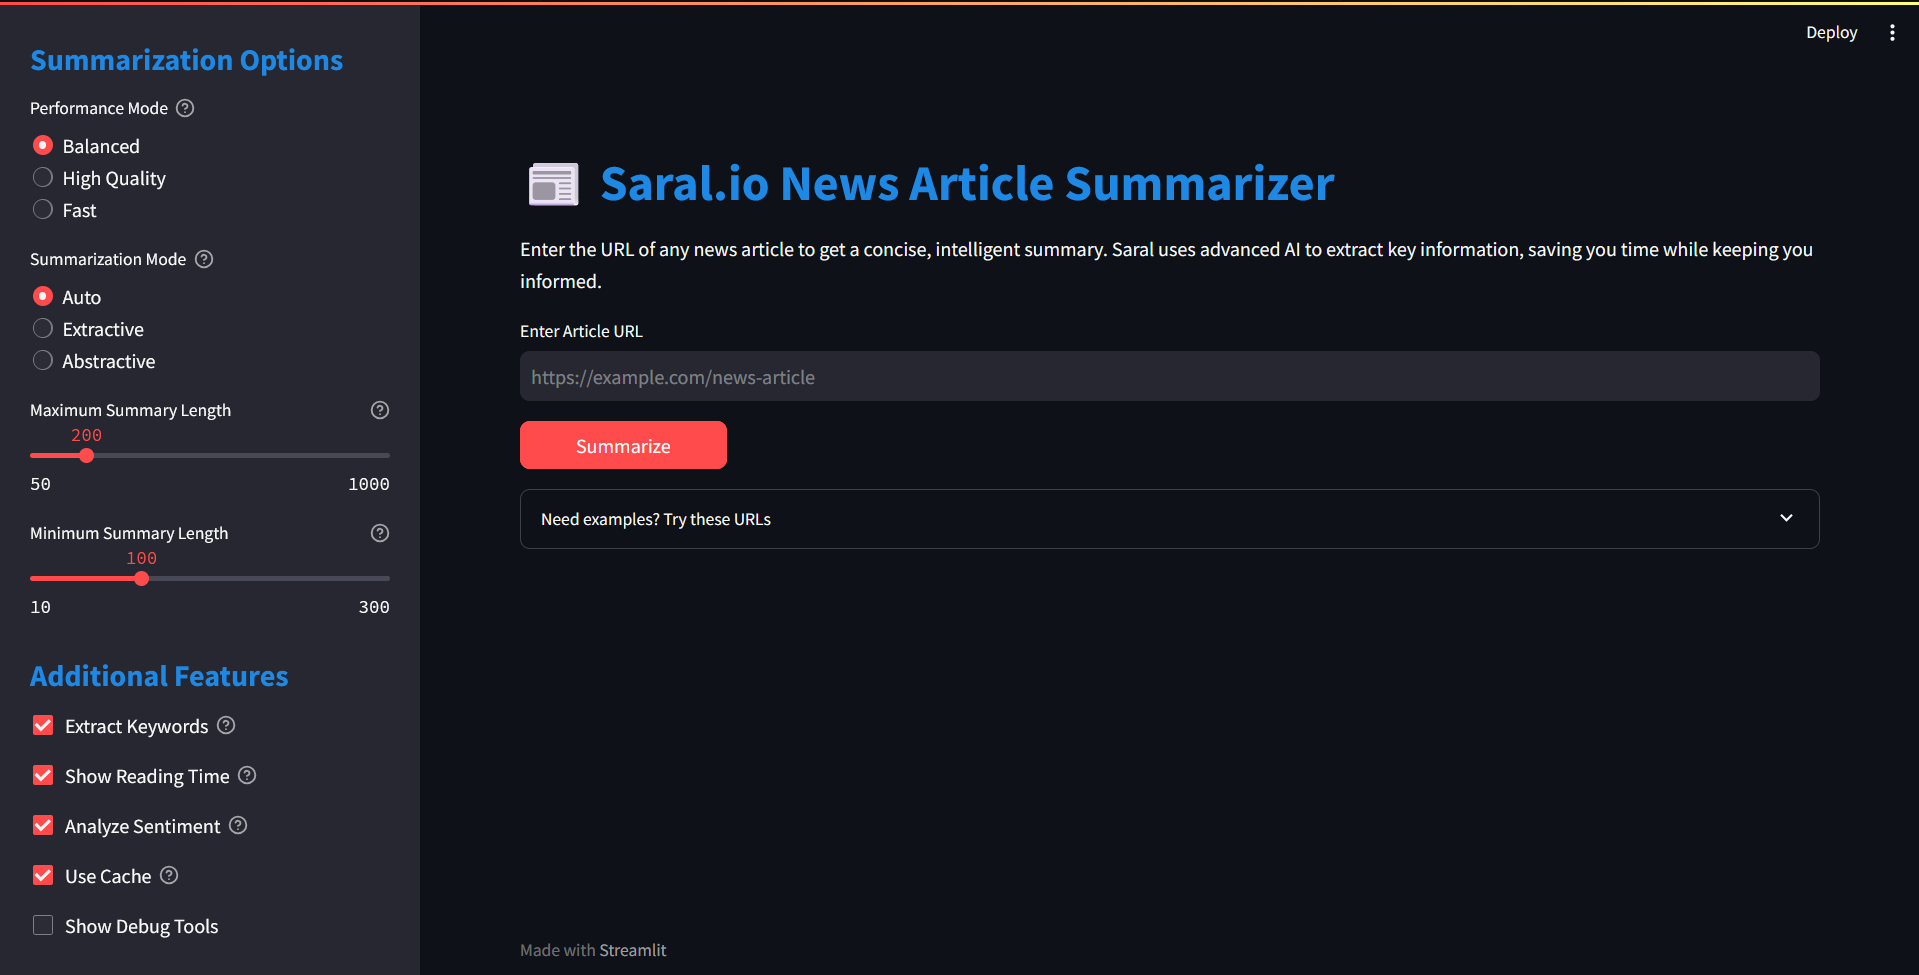 Deploy
Summarization Options
Performance Mode
Balanced
High Quality
Fast
Summarization Mode
Auto
Extractive
Abstractive
Maximum Summary Length
200
50 1000
Minimum Summary Length
100
10 300
Additional Features
Extract Keywords
Show Reading Time
Analyze Sentiment
Use Cache
Show Debug Tools
Saral.io News Article Summarizer
Enter the URL of any news article to get a concise, intelligent summary. Saral uses advanced AI to extract key information, saving you time while keeping you
informed.
Enter Article URL
https://example.com/news-article
Summarize
Need examples? Try these URLs
Made with Streamlit